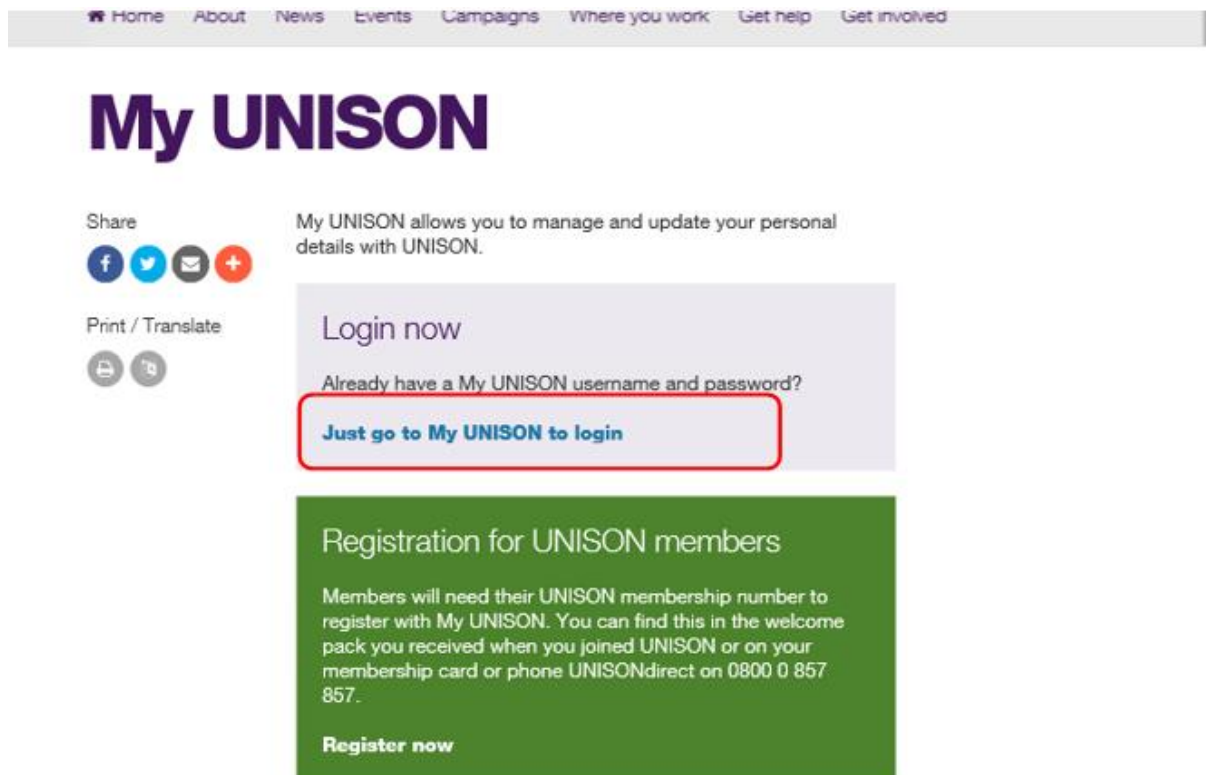 Home About News Events Campaigns Where you work Get help Get involved
My UNISON
Share
My UNISON allows you to manage and update your personal
details with UNISON.
Print / Translate
Login now
Already have a My UNISON username and password?
Just go to My UNISON to login
Registration for UNISON members
Members will need their UNISON membership number to
register with My UNISON. You can find this in the welcome
pack you received when you joined UNISON or on your
membership card or phone UNISONdirect on 0800 0 857
857.
Register now